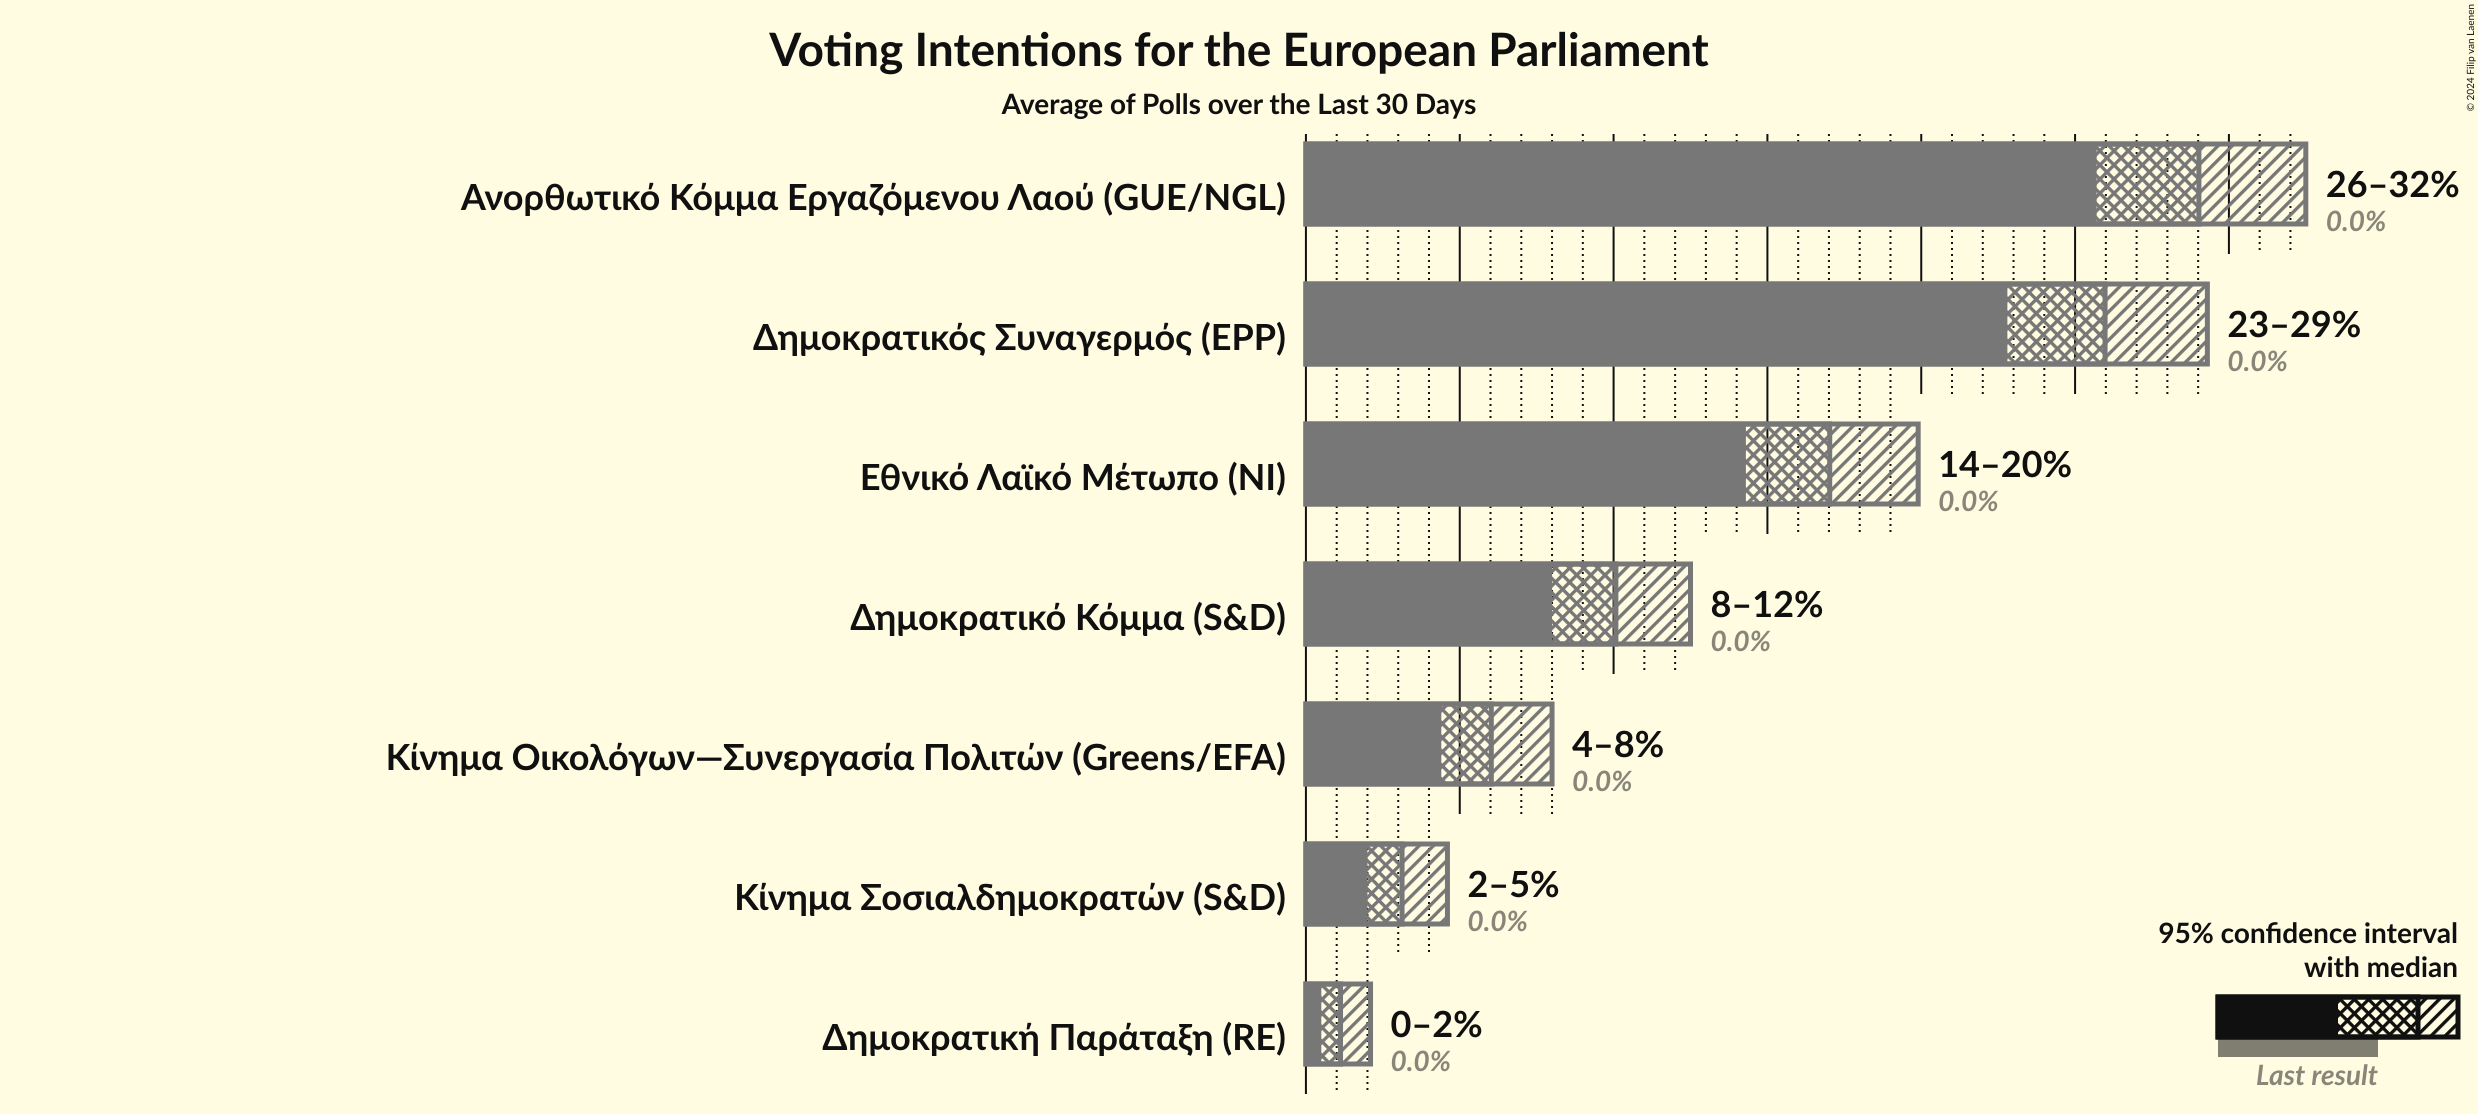 Voting Intentions for the European Parliament
Average of Polls over the Last 30 Days
© 2024 Filip van Laenen
Ανορθωτικό Κόμμα Εργαζόμενου Λαού (GUE/NGL)
26–32%
0.0%
Δημοκρατικός Συναγερμός (EPP)
23–29%
0.0%
Εθνικό Λαϊκό Μέτωπο (NI)
14–20%
0.0%
Δημοκρατικό Κόμμα (S&D)
8–12%
0.0%
Κίνημα Οικολόγων—Συνεργασία Πολιτών (Greens/EFA)
4–8%
0.0%
Κίνημα Σοσιαλδημοκρατών (S&D)
2–5%
0.0%
Δημοκρατική Παράταξη (RE)
0–2%
0.0%
95% confidence interval
with median
Last result